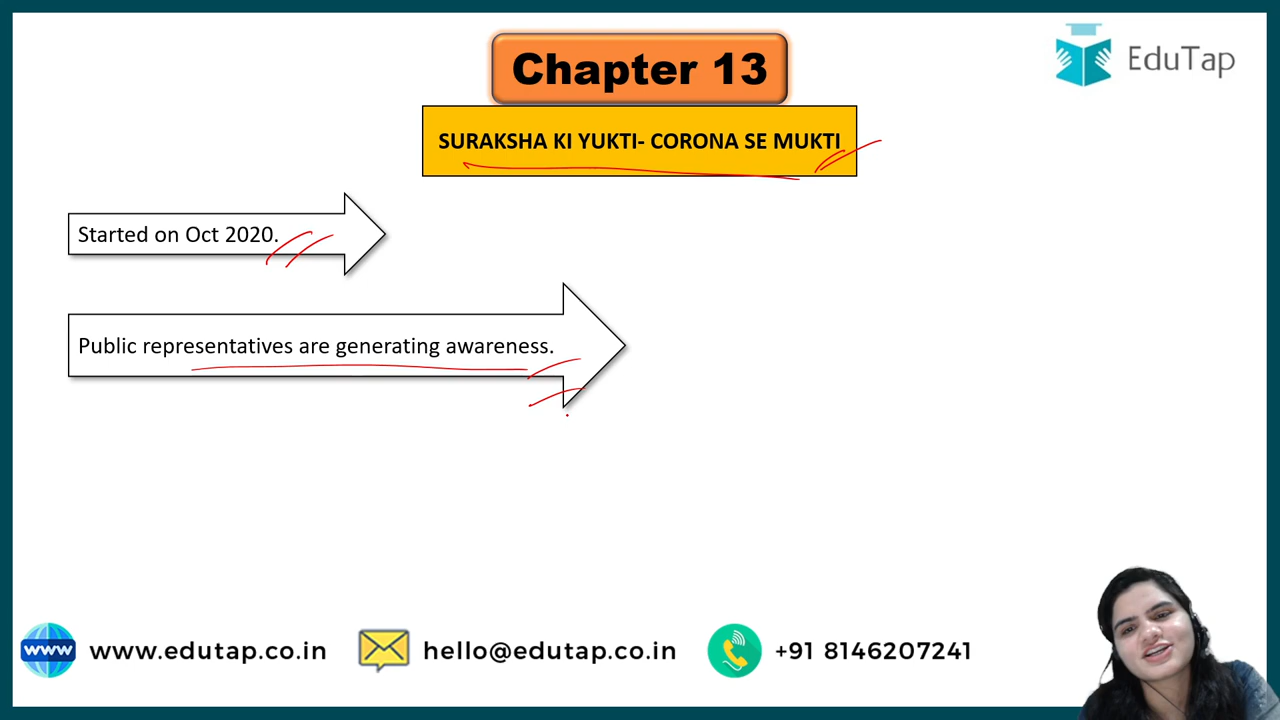 Chapter 13
EduTap
SURAKSHA KI YUKTI- CORONA SE MUKTI
Started on Oct 2020.
Public representatives are generating awareness.
www
www.edutap.co.in
hello@edutap.co.in
+91 8146207241